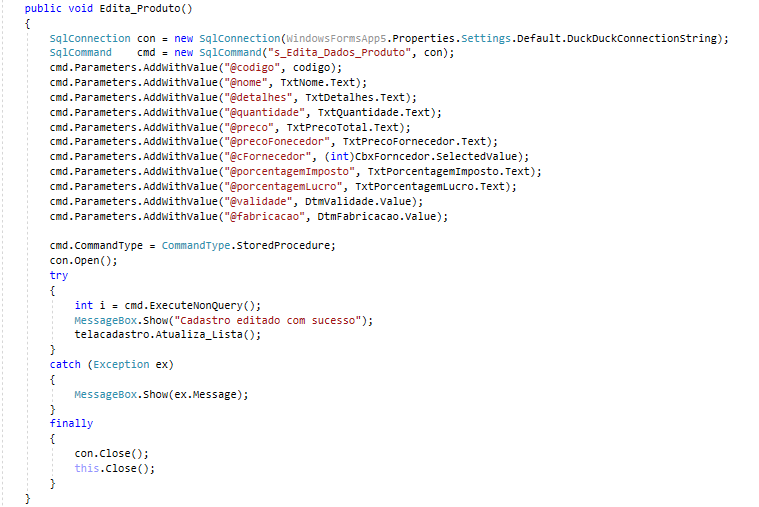 public void Edita_Produto()
{
SqlConnection con = new SqlConnection(WindowsFormsApp5.Properties.Settings.Default.DuckDuckConnectionString);
SqlCommand cmd = new SqlCommand("s_Edita_Dados_Produto", con);
cmd.Parameters.AddWithValue("@codigo", codigo);
cmd.Parameters.AddWithValue("@nome", TxtNome.Text);
cmd.Parameters.AddWithValue("@detalhes", TxtDetalhes.Text);
cmd.Parameters.AddWithValue("@quantidade", TxtQuantidade.Text);
cmd.Parameters.AddWithValue("@preco", TxtPrecoTotal.Text);
cmd.Parameters.AddWithValue("@precoFonecedor", TxtPrecoFornecedor.Text);
cmd.Parameters.AddWithValue("@cFornecedor", (int)CbxForncedor.SelectedValue);
cmd.Parameters.AddWithValue("@porcentagemImposto", TxtPorcentagemImposto.Text);
cmd.Parameters.AddWithValue("@porcentagemLucro", TxtPorcentagemLucro.Text);
cmd.Parameters.AddWithValue("@validade", DtmValidade.Value);
cmd.Parameters.AddWithValue("@fabricacao", DtmFabricacao.Value);
cmd.CommandType = CommandType.StoredProcedure;
con.Open();
try
{
int i = cmd.ExecuteNonQuery();
MessageBox.Show("Cadastro editado com sucesso");
telacadastro.Atualiza_Lista();
}
catch (Exception ex)
{
MessageBox.Show(ex.Message);
}
finally
{
con.Close();
this.Close();
}
}